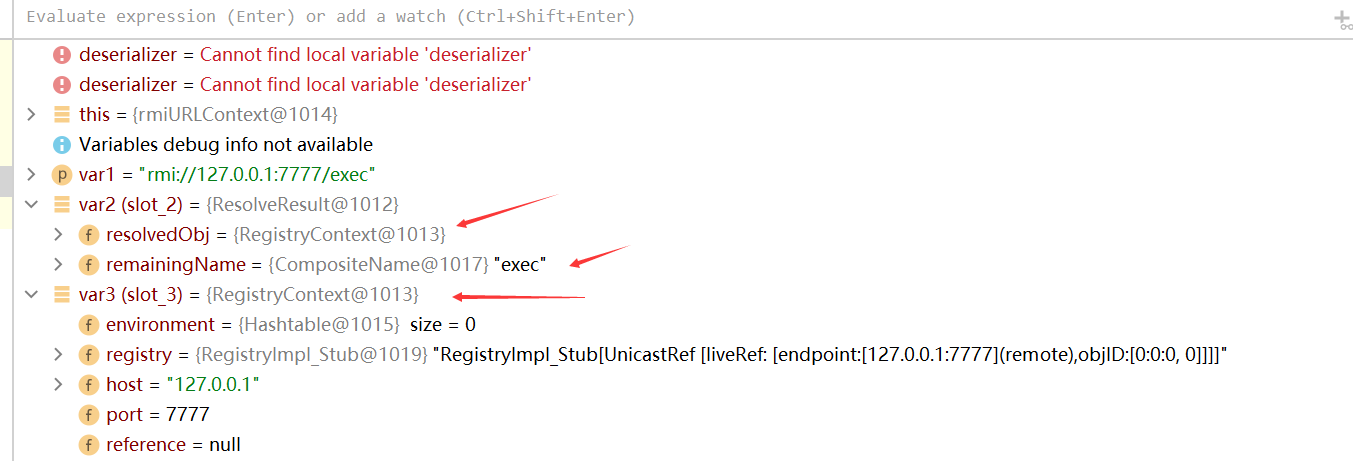 Evaluate expression (Enter) or add a watch (Ctrl+Shift+Enter)
deserializer = Cannot find local variable 'deserializer'
deserializer = Cannot find local variable 'deserializer'
this = {rmiURLContext@1014}
Variables debug info not available
p var1 = "rmi://127.0.0.1:7777/exec"
var2 (slot_2) = {ResolveResult@1012}
f resolvedObj = {RegistryContext@1013}
f remainingName = {CompositeName@1017} "exec"
var3 (slot_3) = {RegistryContext@1013}
f environment = {Hashtable@1015} size = 0
f registry = {RegistryImpl_Stub@1019} "RegistryImpl_Stub[UnicastRef [liveRef: [endpoint:[127.0.0.1:7777](remote),objID:[0:0:0, 0]]]]"
f host = "127.0.0.1"
f port = 7777
f reference = null